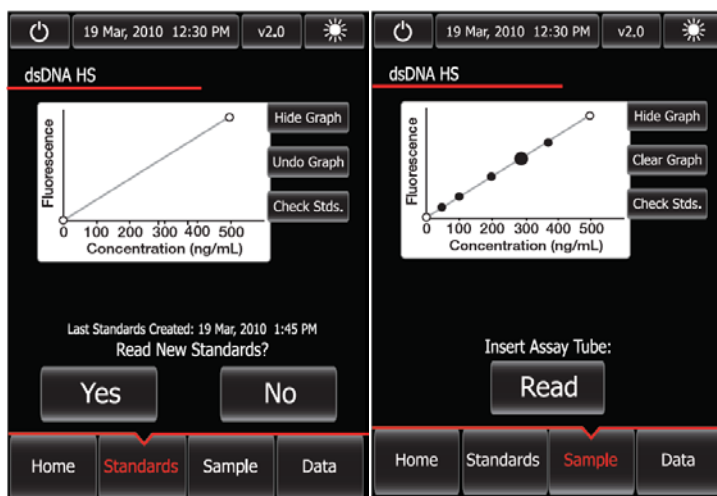 19 Mar, 2010 12:30 PM v2.0
dsDNA HS
Fluorescence
0 100 200 300 400 500
Concentration (ng/mL)
Hide Graph
Undo Graph
Check Stds.
Last Standards Created: 19 Mar, 2010 1:45 PM
Read New Standards?
Yes No
Home Standards Sample Data
19 Mar, 2010 12:30 PM v2.0
dsDNA HS
Fluorescence
0 100 200 300 400 500
Concentration (ng/mL)
Hide Graph
Clear Graph
Check Stds.
Insert Assay Tube:
Read
Home Standards Sample Data